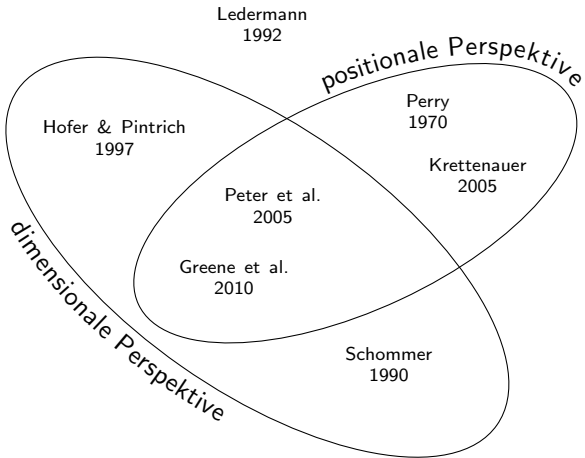 Ledermann
1992
positionale Perspektive
Perry
1970
Hofer & Pintrich
1997
Krettenauer
2005
Peter et al.
2005
dimensionale Perspektive
Greene et al.
2010
Schommer
1990